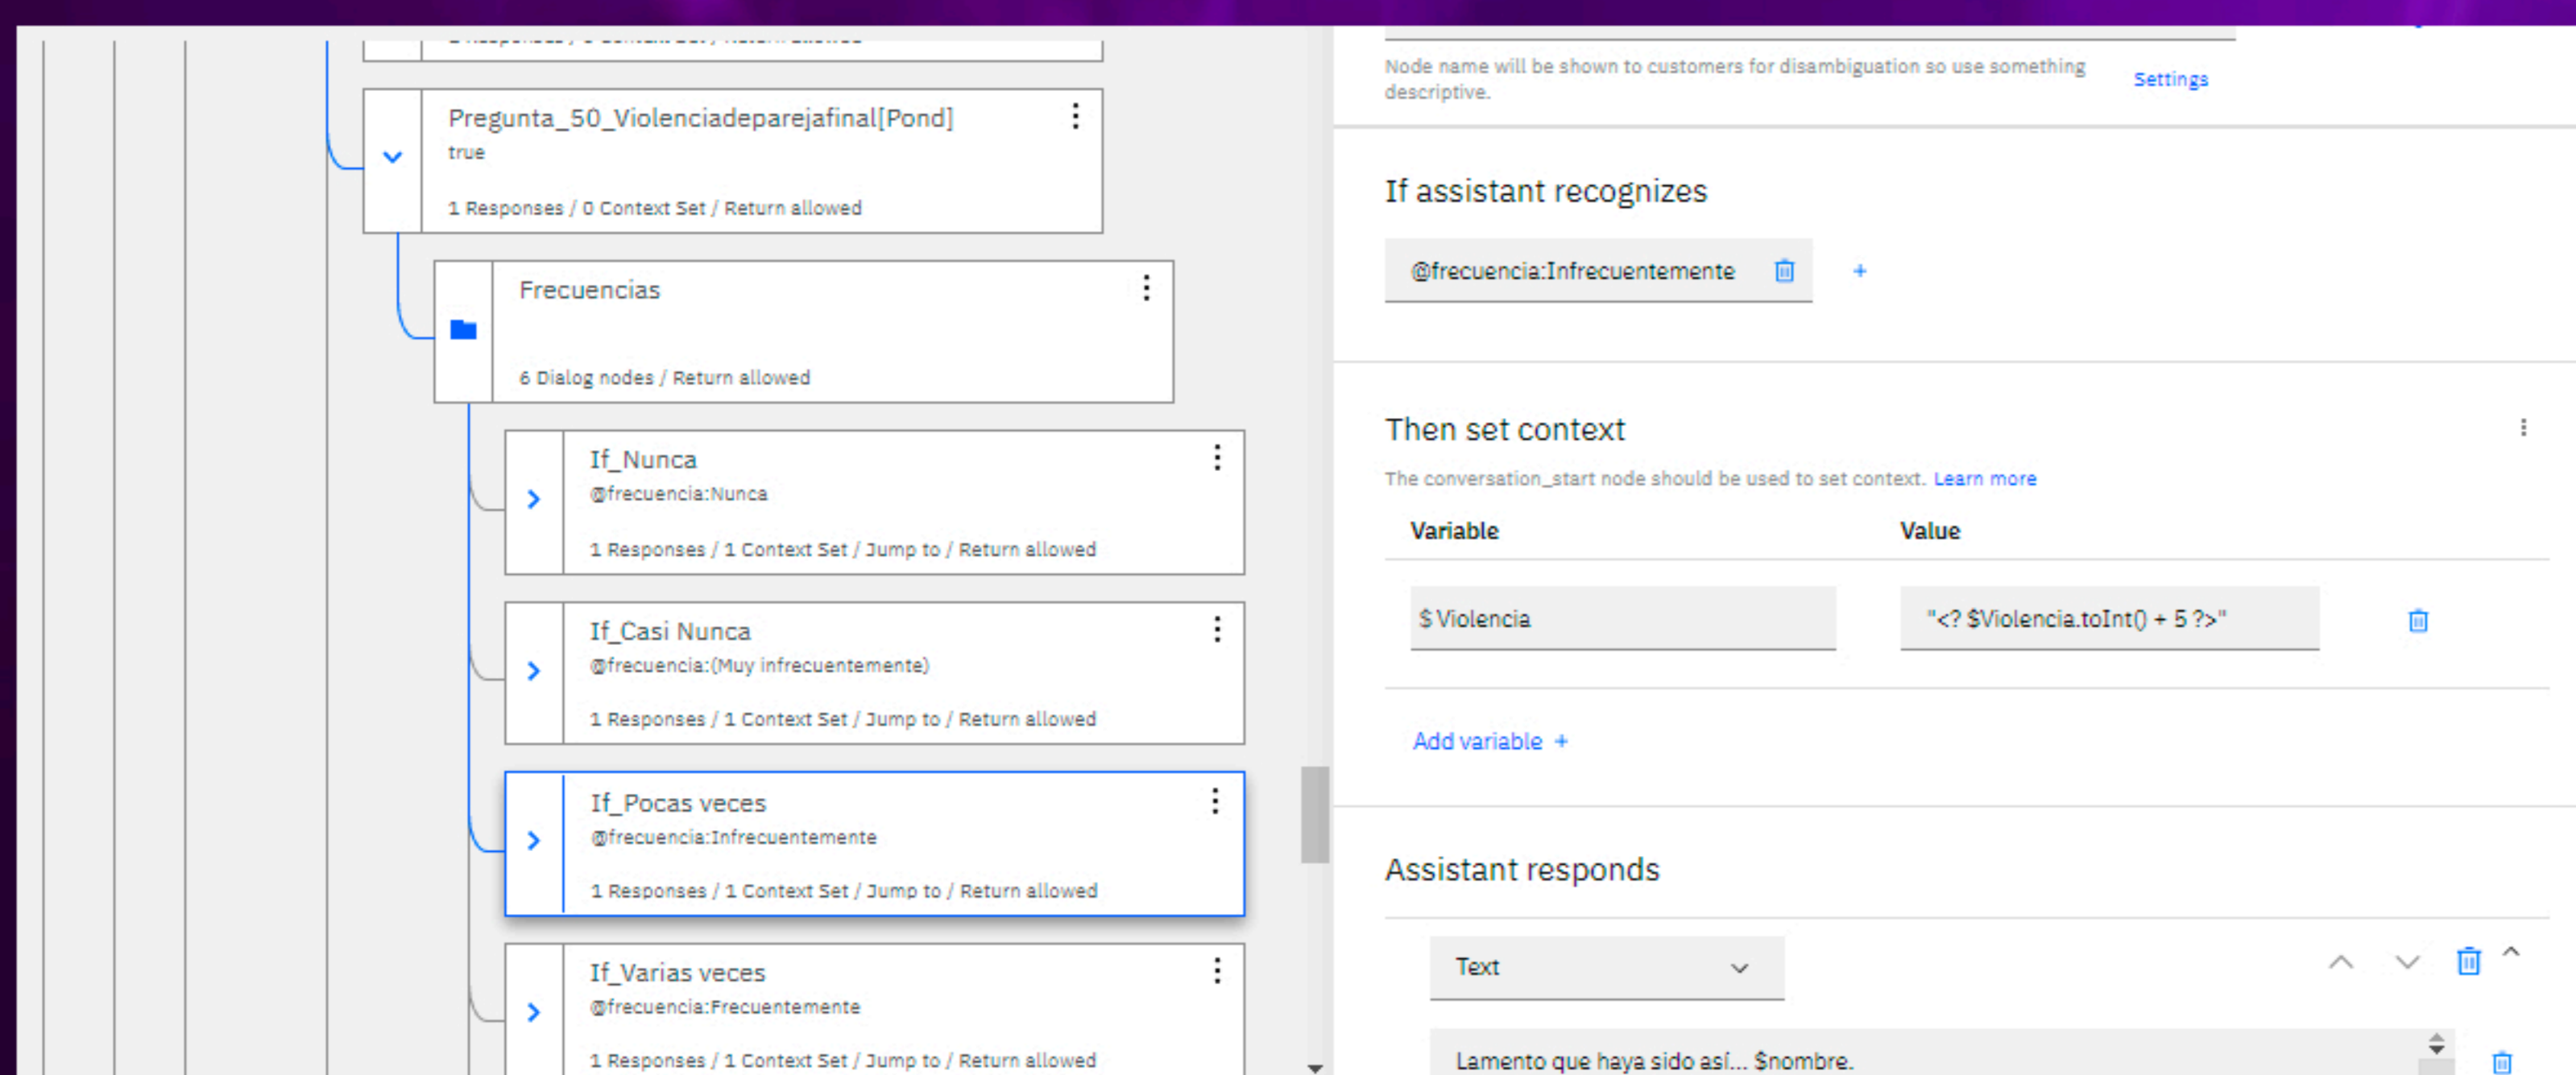 Pregunta_50_Violenciadeparejafinal[Pond]
true
1 Responses / 0 Context Set / Return allowed
Frecuencias
6 Dialog nodes / Return allowed
If_Nunca
@frecuencia:Nunca
1 Responses / 1 Context Set / Jump to / Return allowed
If_Casi Nunca
@frecuencia:(Muy infrecuentemente)
1 Responses / 1 Context Set / Jump to / Return allowed
If_Pocas veces
@frecuencia:Infrecuentemente
1 Responses / 1 Context Set / Jump to / Return allowed
If_Varias veces
@frecuencia:Frecuentemente
1 Responses / 1 Context Set / Jump to / Return allowed
Node name will be shown to customers for disambiguation so use something
descriptive.
Settings
If assistant recognizes
@frecuencia:Infrecuentemente
Then set context
The conversation_start node should be used to set context. Learn more
Variable Value
$ Violencia "<? $Violencia.toInt() + 5 ?>"
Add variable +
Assistant responds
Text
Lamento que haya sido así... $nombre.